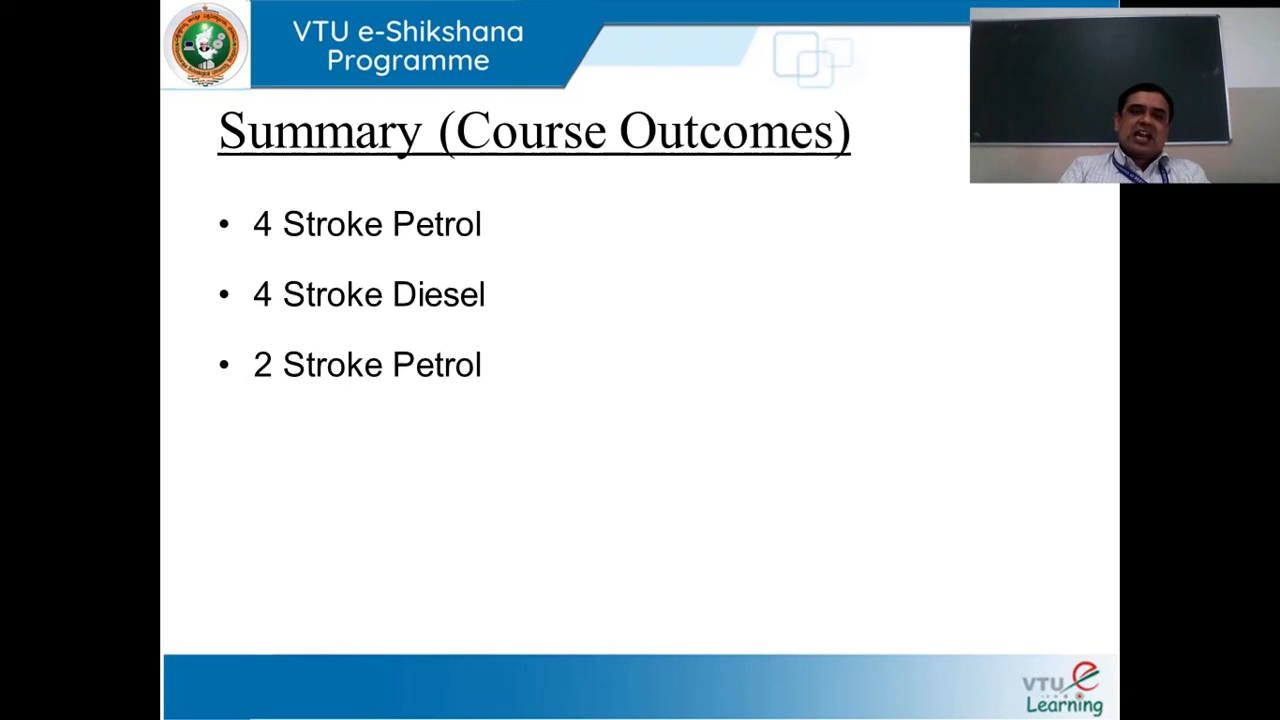 VTU e-Shikshana
Programme
Summary (Course Outcomes)
• 4 Stroke Petrol
• 4 Stroke Diesel
• 2 Stroke Petrol
VTU e
Learning